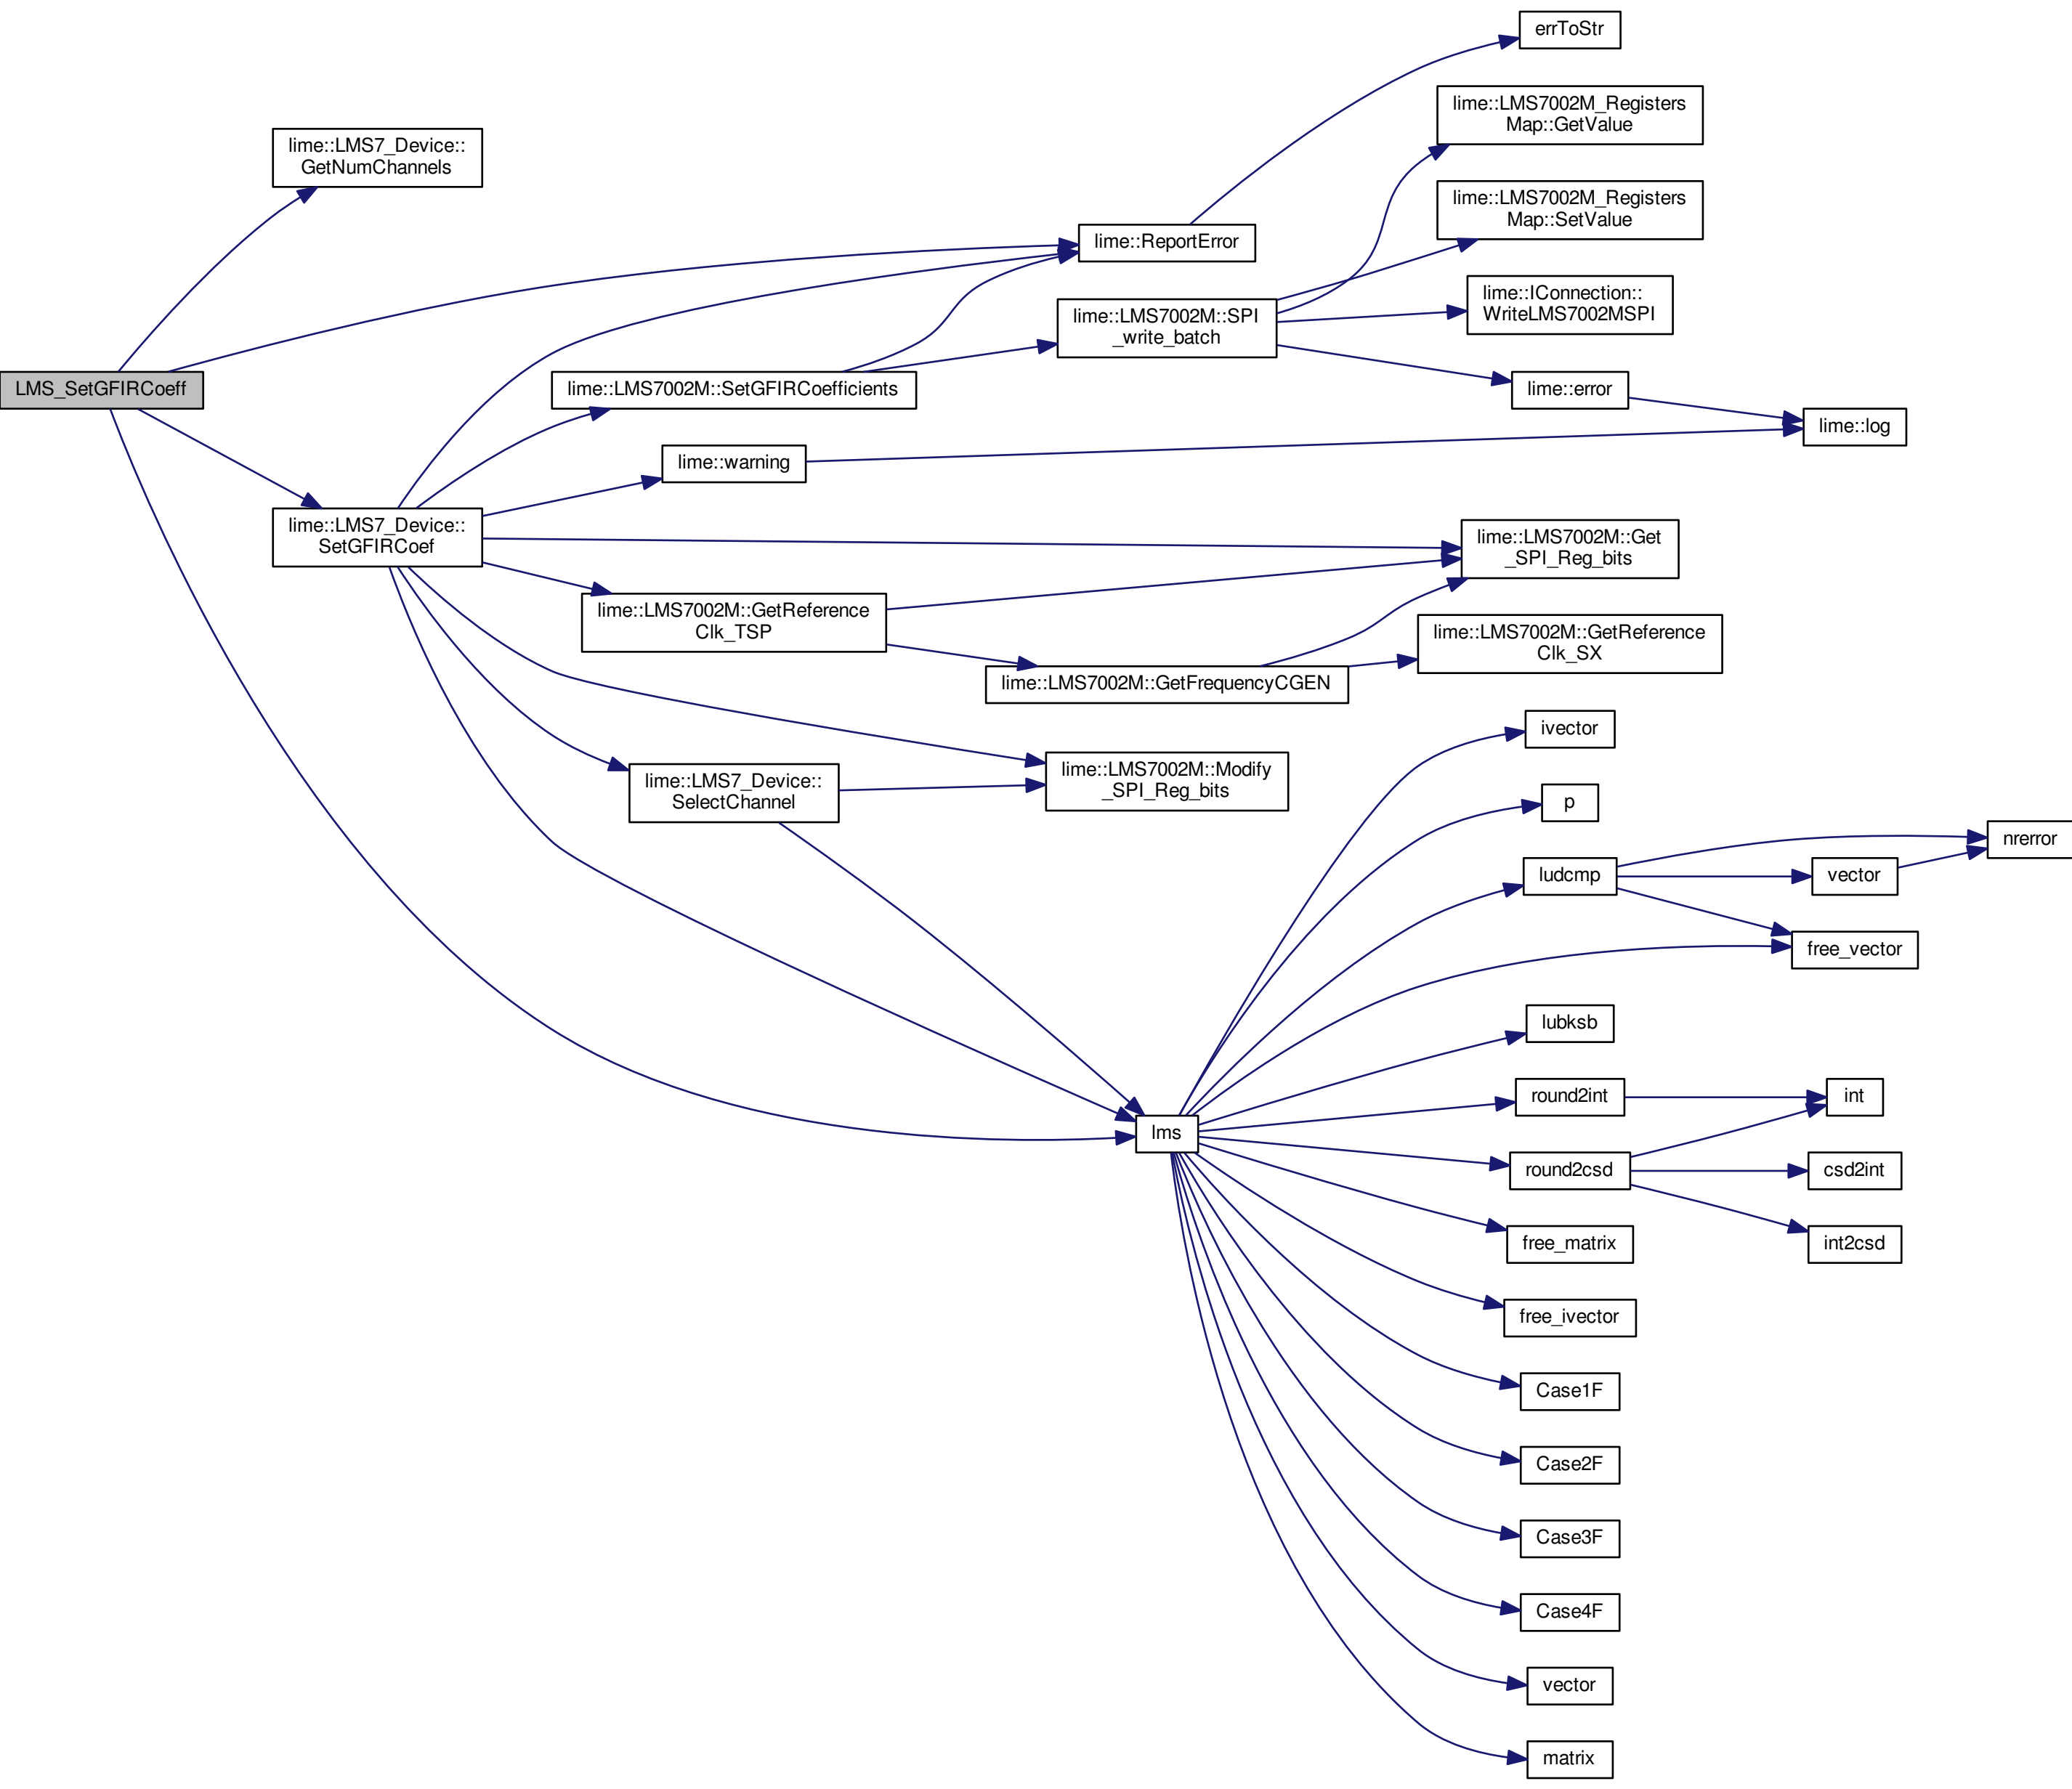 errToStr
lime::LMS7002M_Registers
Map::GetValue
lime::LMS7_Device::
GetNumChannels
lime::LMS7002M_Registers
Map::SetValue
lime::ReportError
lime::IConnection::
WriteLMS7002MSPI
lime::LMS7002M::SPI
_write_batch
LMS_SetGFIRCoeff
lime::LMS7002M::SetGFIRCoefficients
lime::error
lime::log
lime::warning
lime::LMS7_Device::
SetGFIRCoef
lime::LMS7002M::Get
_SPI_Reg_bits
lime::LMS7002M::GetReference
Clk_TSP
lime::LMS7002M::GetReference
Clk_SX
lime::LMS7002M::GetFrequencyCGEN
ivector
lime::LMS7_Device::
SelectChannel
lime::LMS7002M::Modify
_SPI_Reg_bits
p
nrerror
ludcmp
vector
free_vector
lubksb
round2int
int
lms
round2csd
csd2int
free_matrix
int2csd
free_ivector
Case1F
Case2F
Case3F
Case4F
vector
matrix